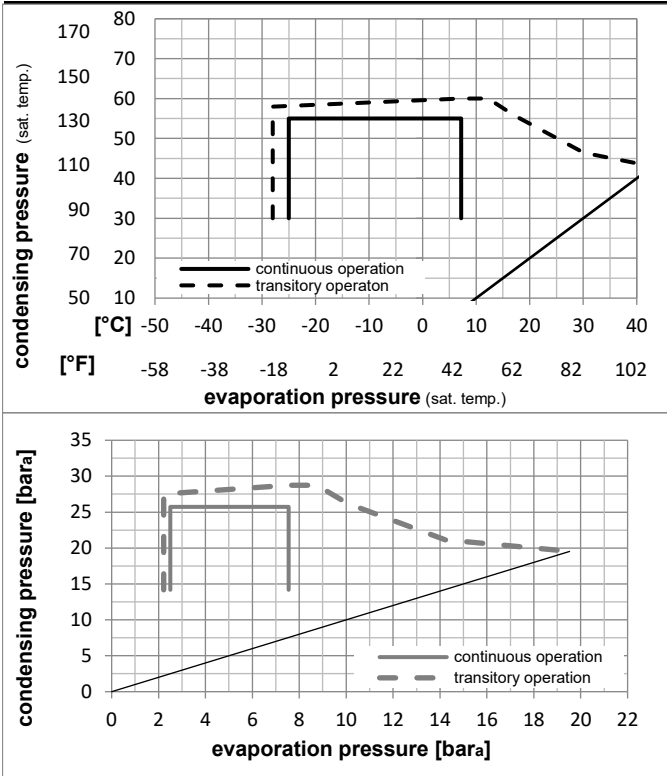 condensing pressure (sat. temp.)
170 80
150 70
130 60
50
110 40
90 30
70 20
50 10
continuous operation
transitory operaton
[°C] -50 -40 -30 -20 -10 0 10 20 30 40
[°F] -58 -38 -18 2 22 42 62 82 102
evaporation pressure (sat. temp.)
condensing pressure [bara]
35
30
25
20
15
10
5
0
continuous operation
transitory operation
0 2 4 6 8 10 12 14 16 18 20 22
evaporation pressure [bara]